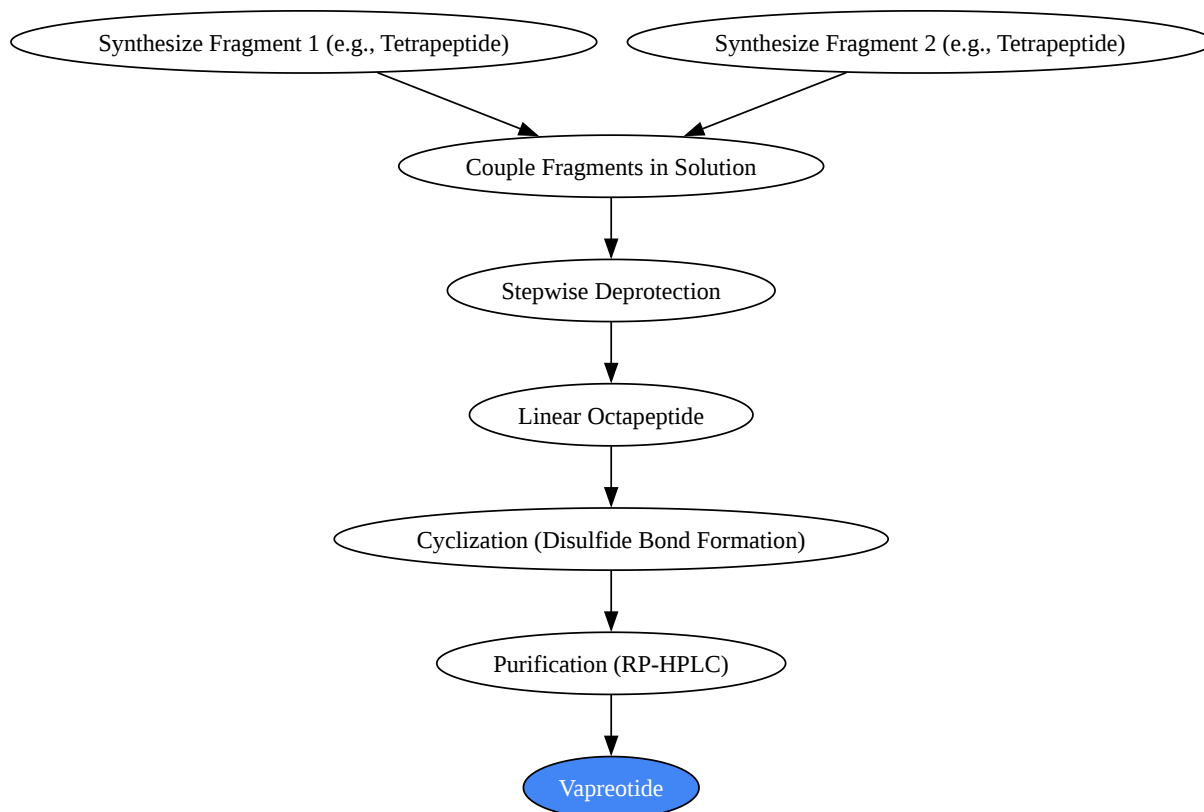 Synthesize Fragment 1 (e.g., Tetrapeptide)
Synthesize Fragment 2 (e.g., Tetrapeptide)
Couple Fragments in Solution
Stepwise Deprotection
Linear Octapeptide
Cyclization (Disulfide Bond Formation)
Purification (RP-HPLC)
Vapreotide